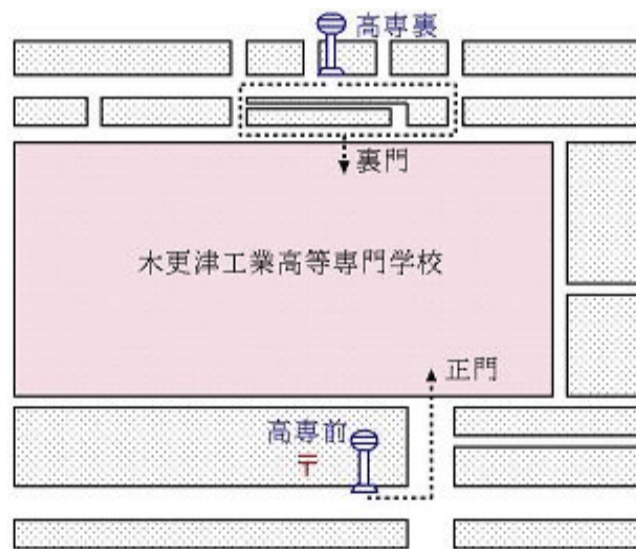 高専裏
裏門
木更津工業高等専門学校
正門
高専前
〒